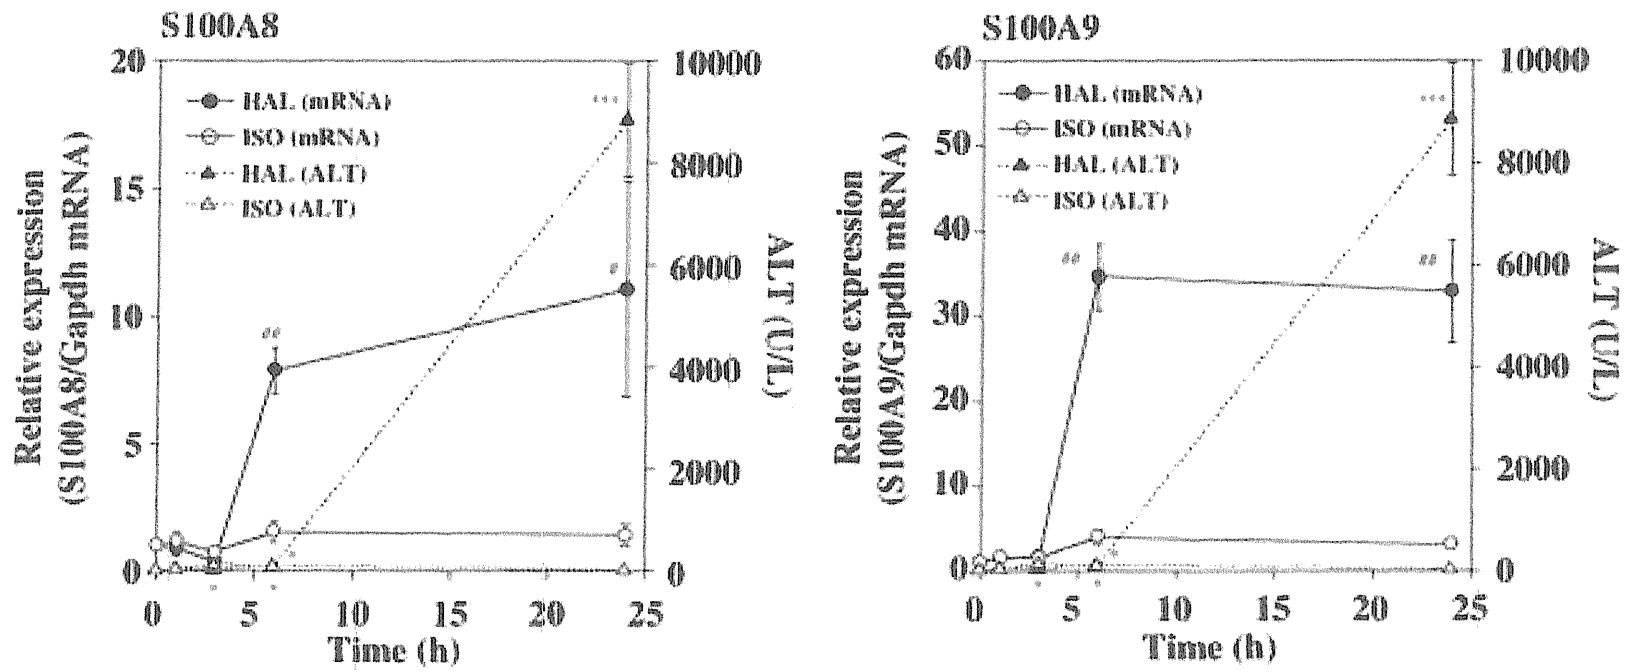 S100A8
20
15
10
5
0
10000
8000
6000
4000
2000
0
HAL (mRNA)
ISO (mRNA)
HAL (ALT)
ISO (ALT)
***
#
##
*
*
*
Relative expression
(S100A8/Gapdh mRNA)
ALT (U/L)
0 5 10 15 20 25
Time (h)
S100A9
60
50
40
30
20
10
0
10000
8000
6000
4000
2000
0
HAL (mRNA)
ISO (mRNA)
HAL (ALT)
ISO (ALT)
***
##
##
*
*
*
Relative expression
(S100A9/Gapdh mRNA)
ALT (U/L)
0 5 10 15 20 25
Time (h)